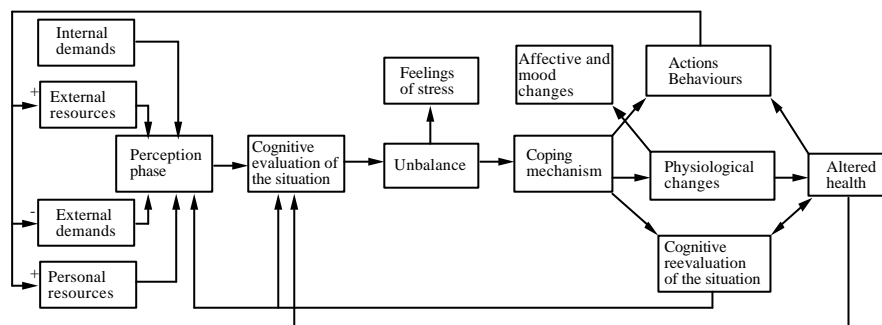 Internal
demands
+
External
resources
-
External
demands
+
Personal
resources
Perception
phase
Cognitive
evaluation of
the situation
Feelings
of stress
Unbalance
Affective and
mood
changes
Coping
mechanism
Actions
Behaviours
Physiological
changes
Cognitive
reevaluation
of the situation
Altered
health